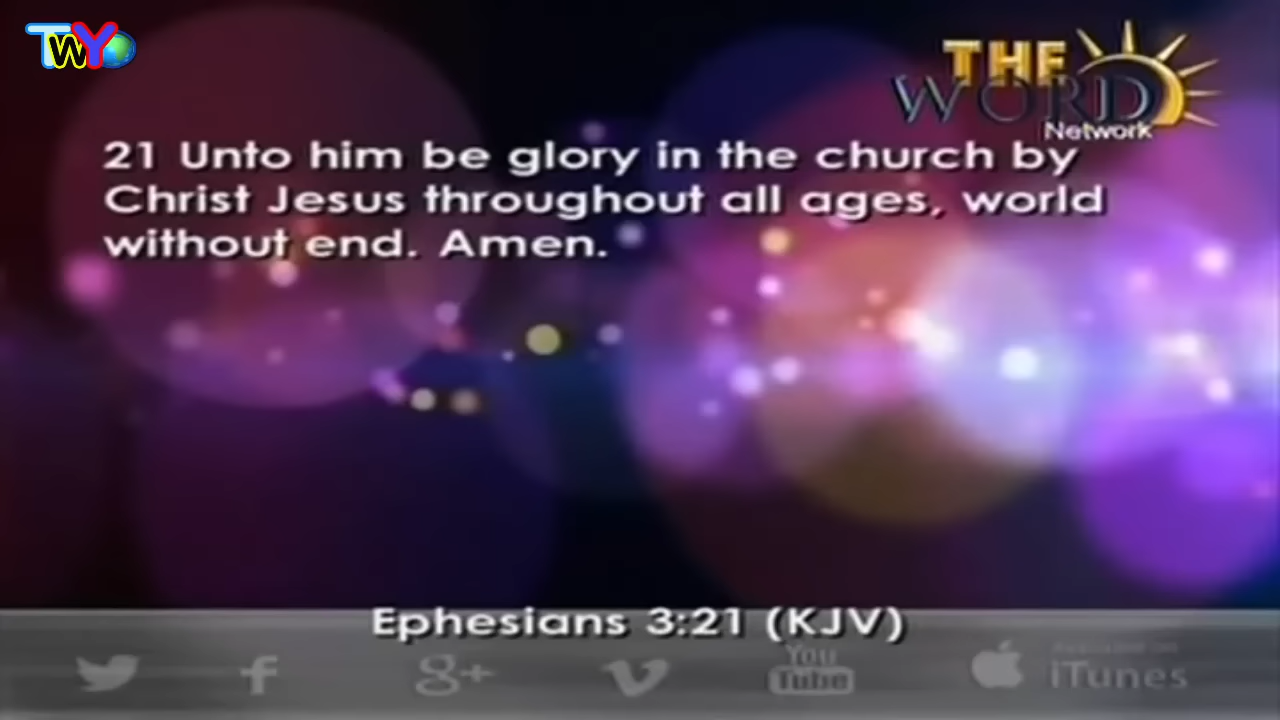 TWY
THE
WORD
Network
21 Unto him be glory in the church by
Christ Jesus throughout all ages, world
without end. Amen.
Ephesians 3:21 (KJV)
g+
You
Tube
iTunes